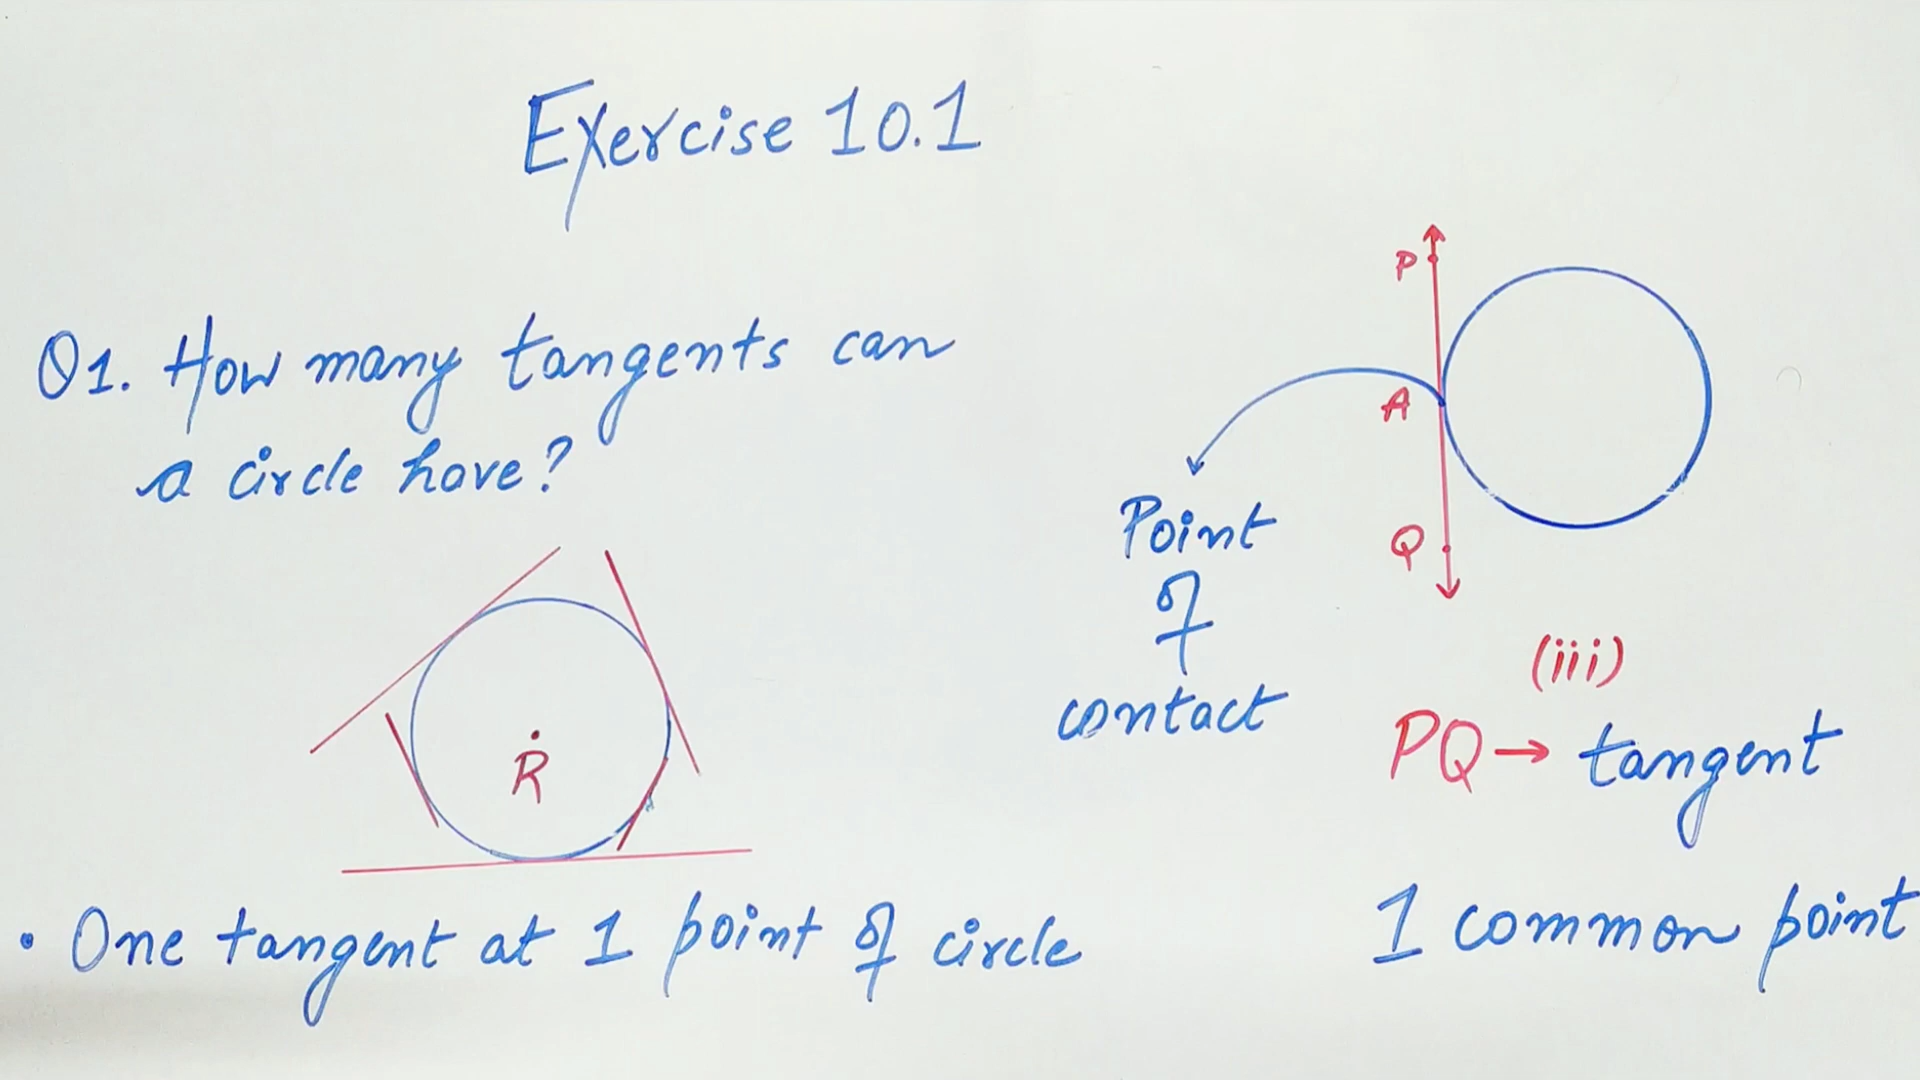 Exercise 10.1
Q1. How many tangents can
a circle have?
R
• One tangent at 1 point of circle
P
A
Q
Point
of
contact
(iii)
PQ → tangent
1 common point